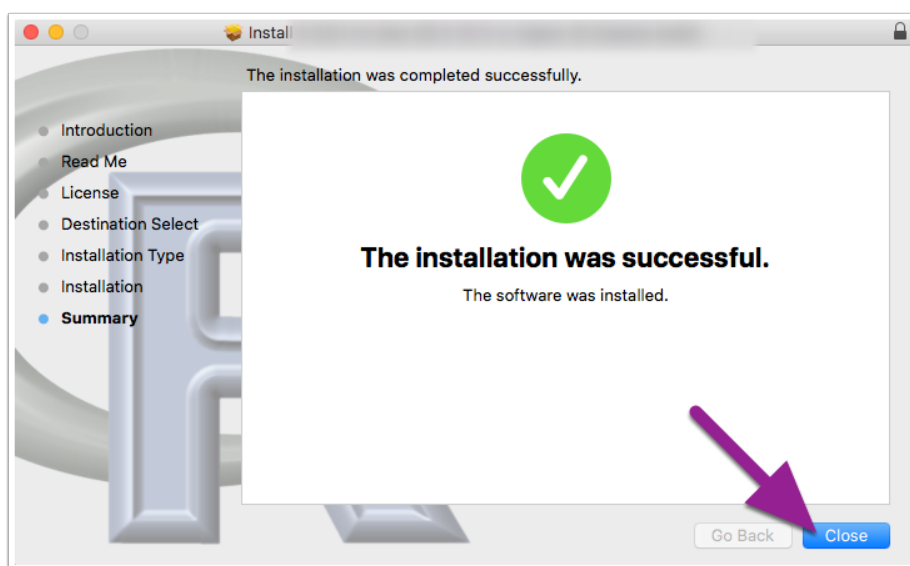 Install
The installation was completed successfully.
Introduction
Read Me
License
Destination Select
Installation Type
Installation
Summary
The installation was successful.
The software was installed.
Go Back
Close